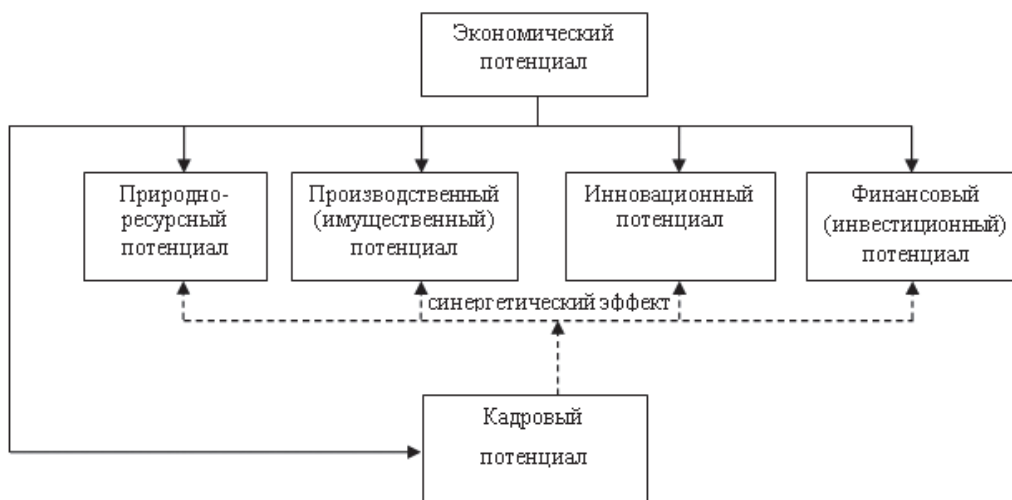 Экономический
потенциал
Природно-
ресурсный
потенциал
Производственный
(имущественный)
потенциал
Инновационный
потенциал
Финансовый
(инвестиционный)
потенциал
синергетический эффект
Кадровый
потенциал